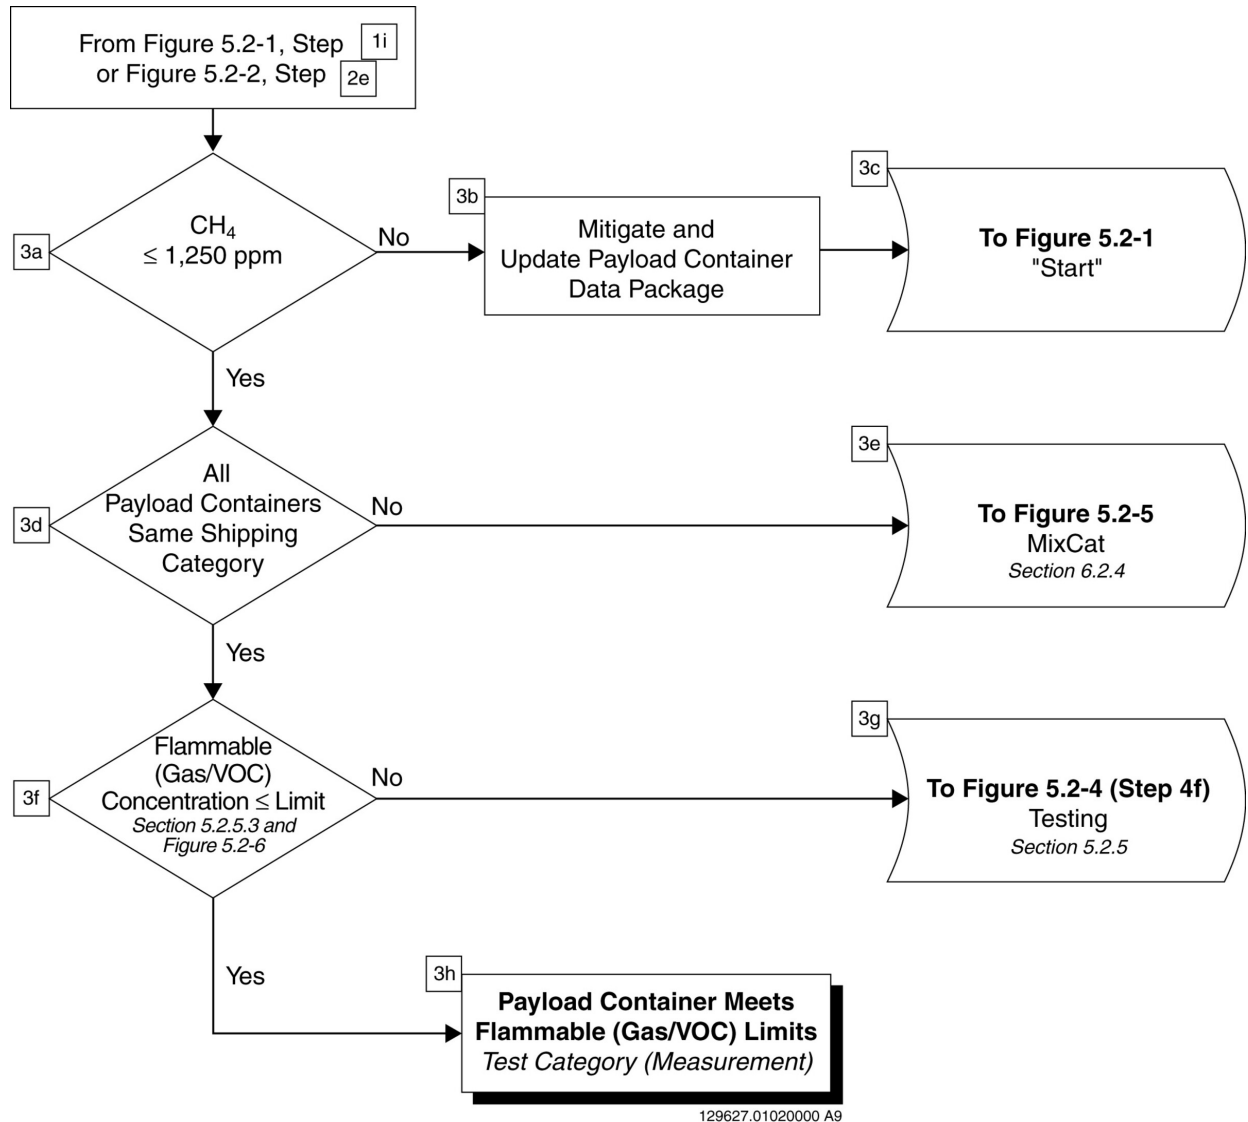 From Figure 5.2-1, Step 1i
or Figure 5.2-2, Step 2e
3a
CH4
≤ 1,250 ppm
No
3b
Mitigate and
Update Payload Container
Data Package
3c
To Figure 5.2-1
"Start"
Yes
3d
All
Payload Containers
Same Shipping
Category
No
3e
To Figure 5.2-5
MixCat
Section 6.2.4
Yes
3f
Flammable
(Gas/VOC)
Concentration ≤ Limit
Section 5.2.5.3 and
Figure 5.2-6
No
3g
To Figure 5.2-4 (Step 4f)
Testing
Section 5.2.5
Yes
3h
Payload Container Meets
Flammable (Gas/VOC) Limits
Test Category (Measurement)
129627.01020000 A9